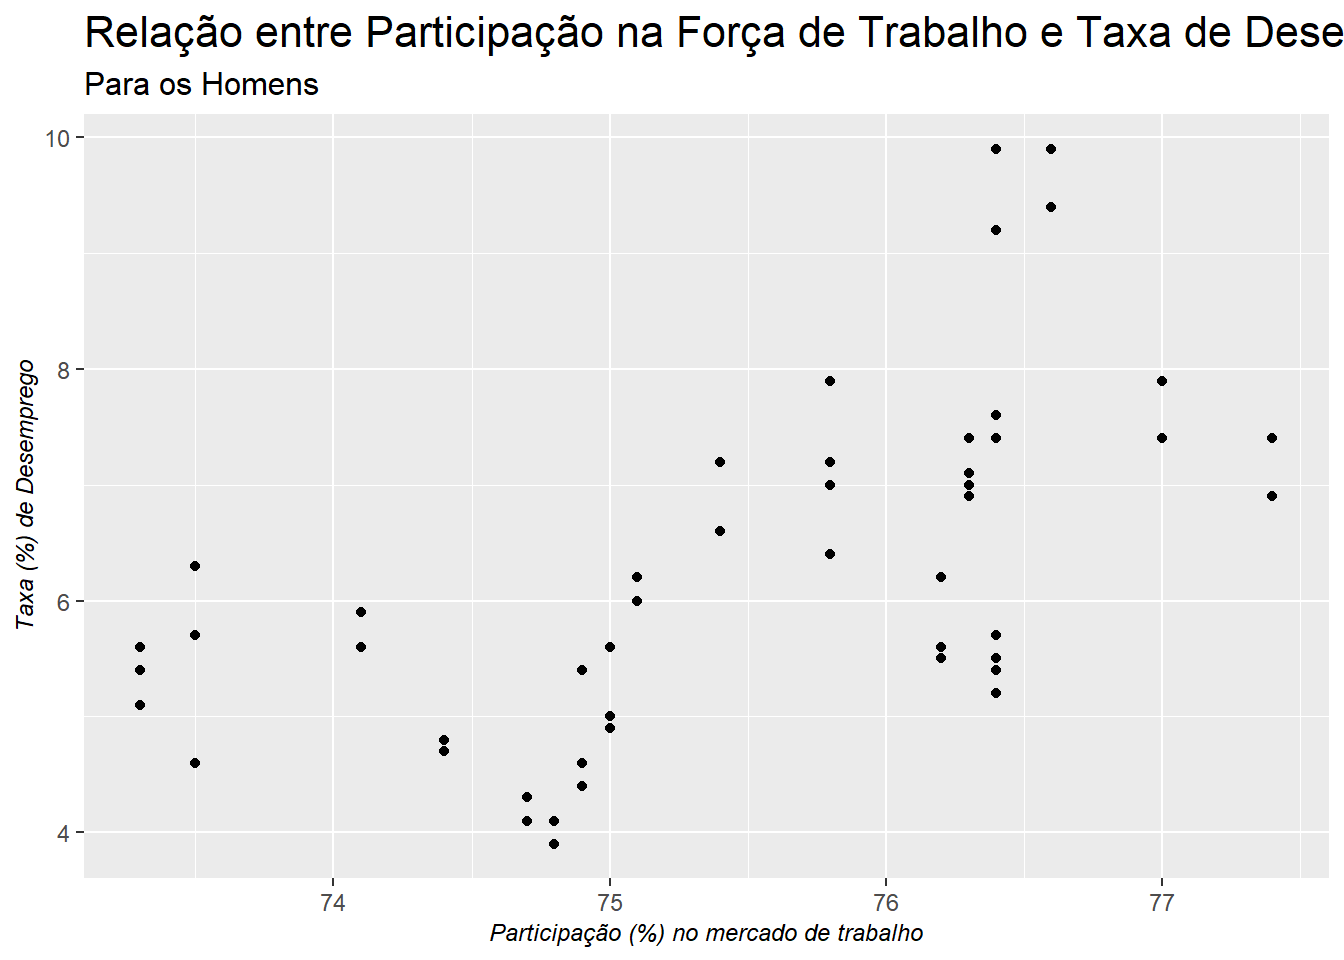 Relação entre Participação na Força de Trabalho e Taxa de Dese
Para os Homens
10
8
6
4
Taxa (%) de Desemprego
74 75 76 77
Participação (%) no mercado de trabalho